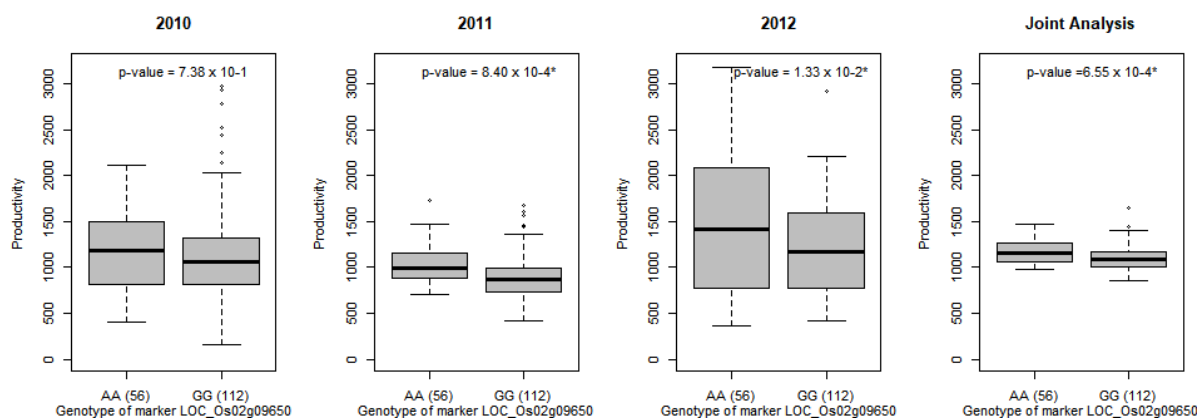 2010
p-value = 7.38 x 10-1
Productivity
3000
2500
2000
1500
1000
500
0
AA (56) GG (112)
Genotype of marker LOC_Os02g09650
2011
p-value = 8.40 x 10-4*
Productivity
3000
2500
2000
1500
1000
500
0
AA (56) GG (112)
Genotype of marker LOC_Os02g09650
2012
p-value = 1.33 x 10-2*
Productivity
3000
2500
2000
1500
1000
500
0
AA (56) GG (112)
Genotype of marker LOC_Os02g09650
Joint Analysis
p-value =6.55 x 10-4*
Productivity
3000
2500
2000
1500
1000
500
0
AA (56) GG (112)
Genotype of marker LOC_Os02g09650